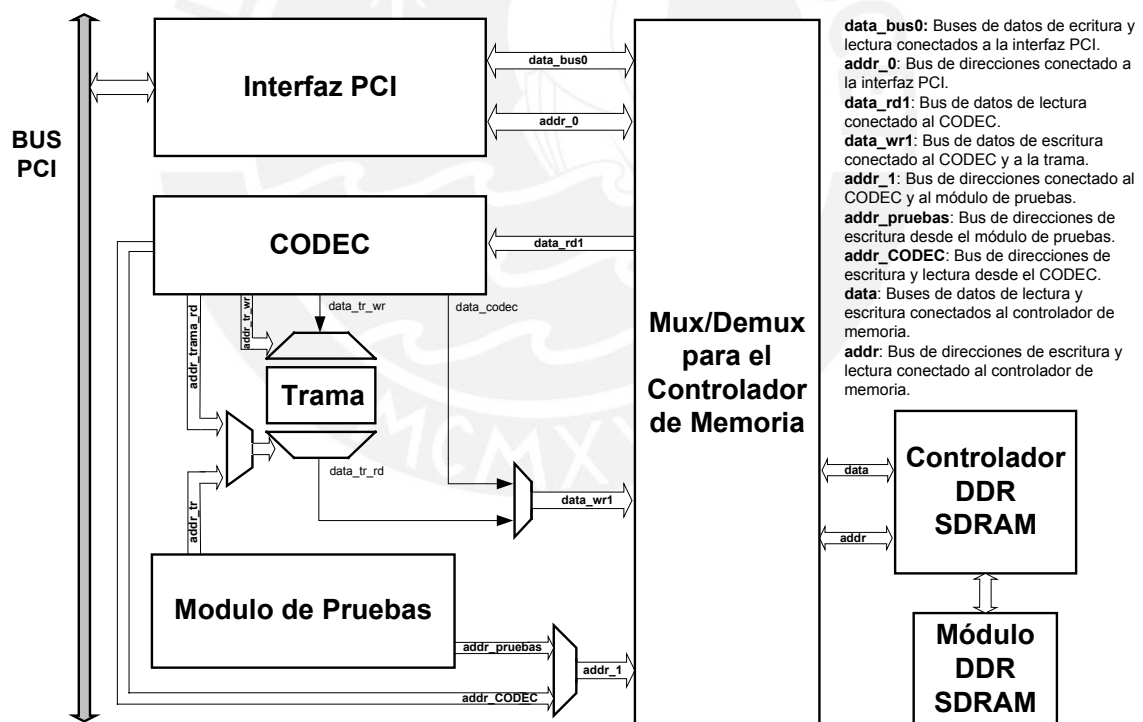 BUS
PCI
Interfaz PCI
data_bus0
addr_0
CODEC
data_rd1
addr_trama_rd
addr_tr_wr
data_tr_wr
data_codec
Trama
data_tr_rd
addr_tr
data_wr1
Modulo de Pruebas
addr_pruebas
addr_CODEC
addr_1
Mux/Demux
para el
Controlador
de Memoria
data
addr
Controlador
DDR
SDRAM
Módulo
DDR
SDRAM
data_bus0: Buses de datos de ecritura y
lectura conectados a la interfaz PCI.
addr_0: Bus de direcciones conectado a
la interfaz PCI.
data_rd1: Bus de datos de lectura
conectado al CODEC.
data_wr1: Bus de datos de escritura
conectado al CODEC y a la trama.
addr_1: Bus de direcciones conectado al
CODEC y al módulo de pruebas.
addr_pruebas: Bus de direcciones de
escritura desde el módulo de pruebas.
addr_CODEC: Bus de direcciones de
escritura y lectura desde el CODEC.
data: Buses de datos de lectura y
escritura conectados al controlador de
memoria.
addr: Bus de direcciones de escritura y
lectura conectado al controlador de
memoria.